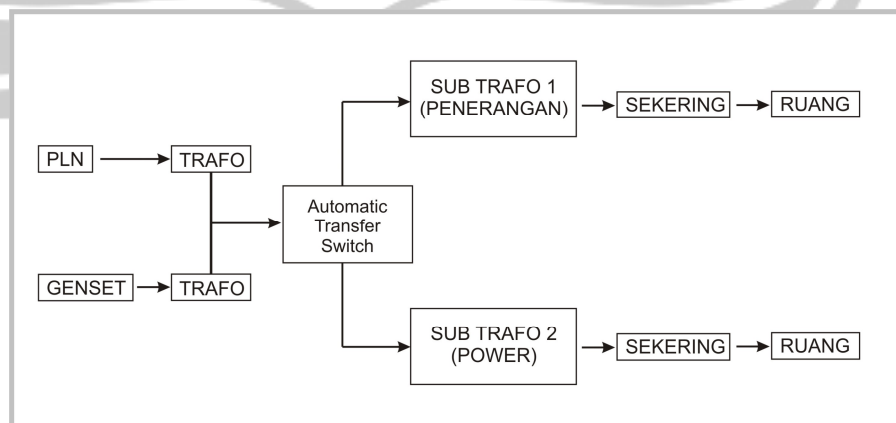 SUB TRAFO 1
(PENERANGAN)
SEKERING
RUANG
PLN
TRAFO
Automatic
Transfer
Switch
GENSET
TRAFO
SUB TRAFO 2
(POWER)
SEKERING
RUANG